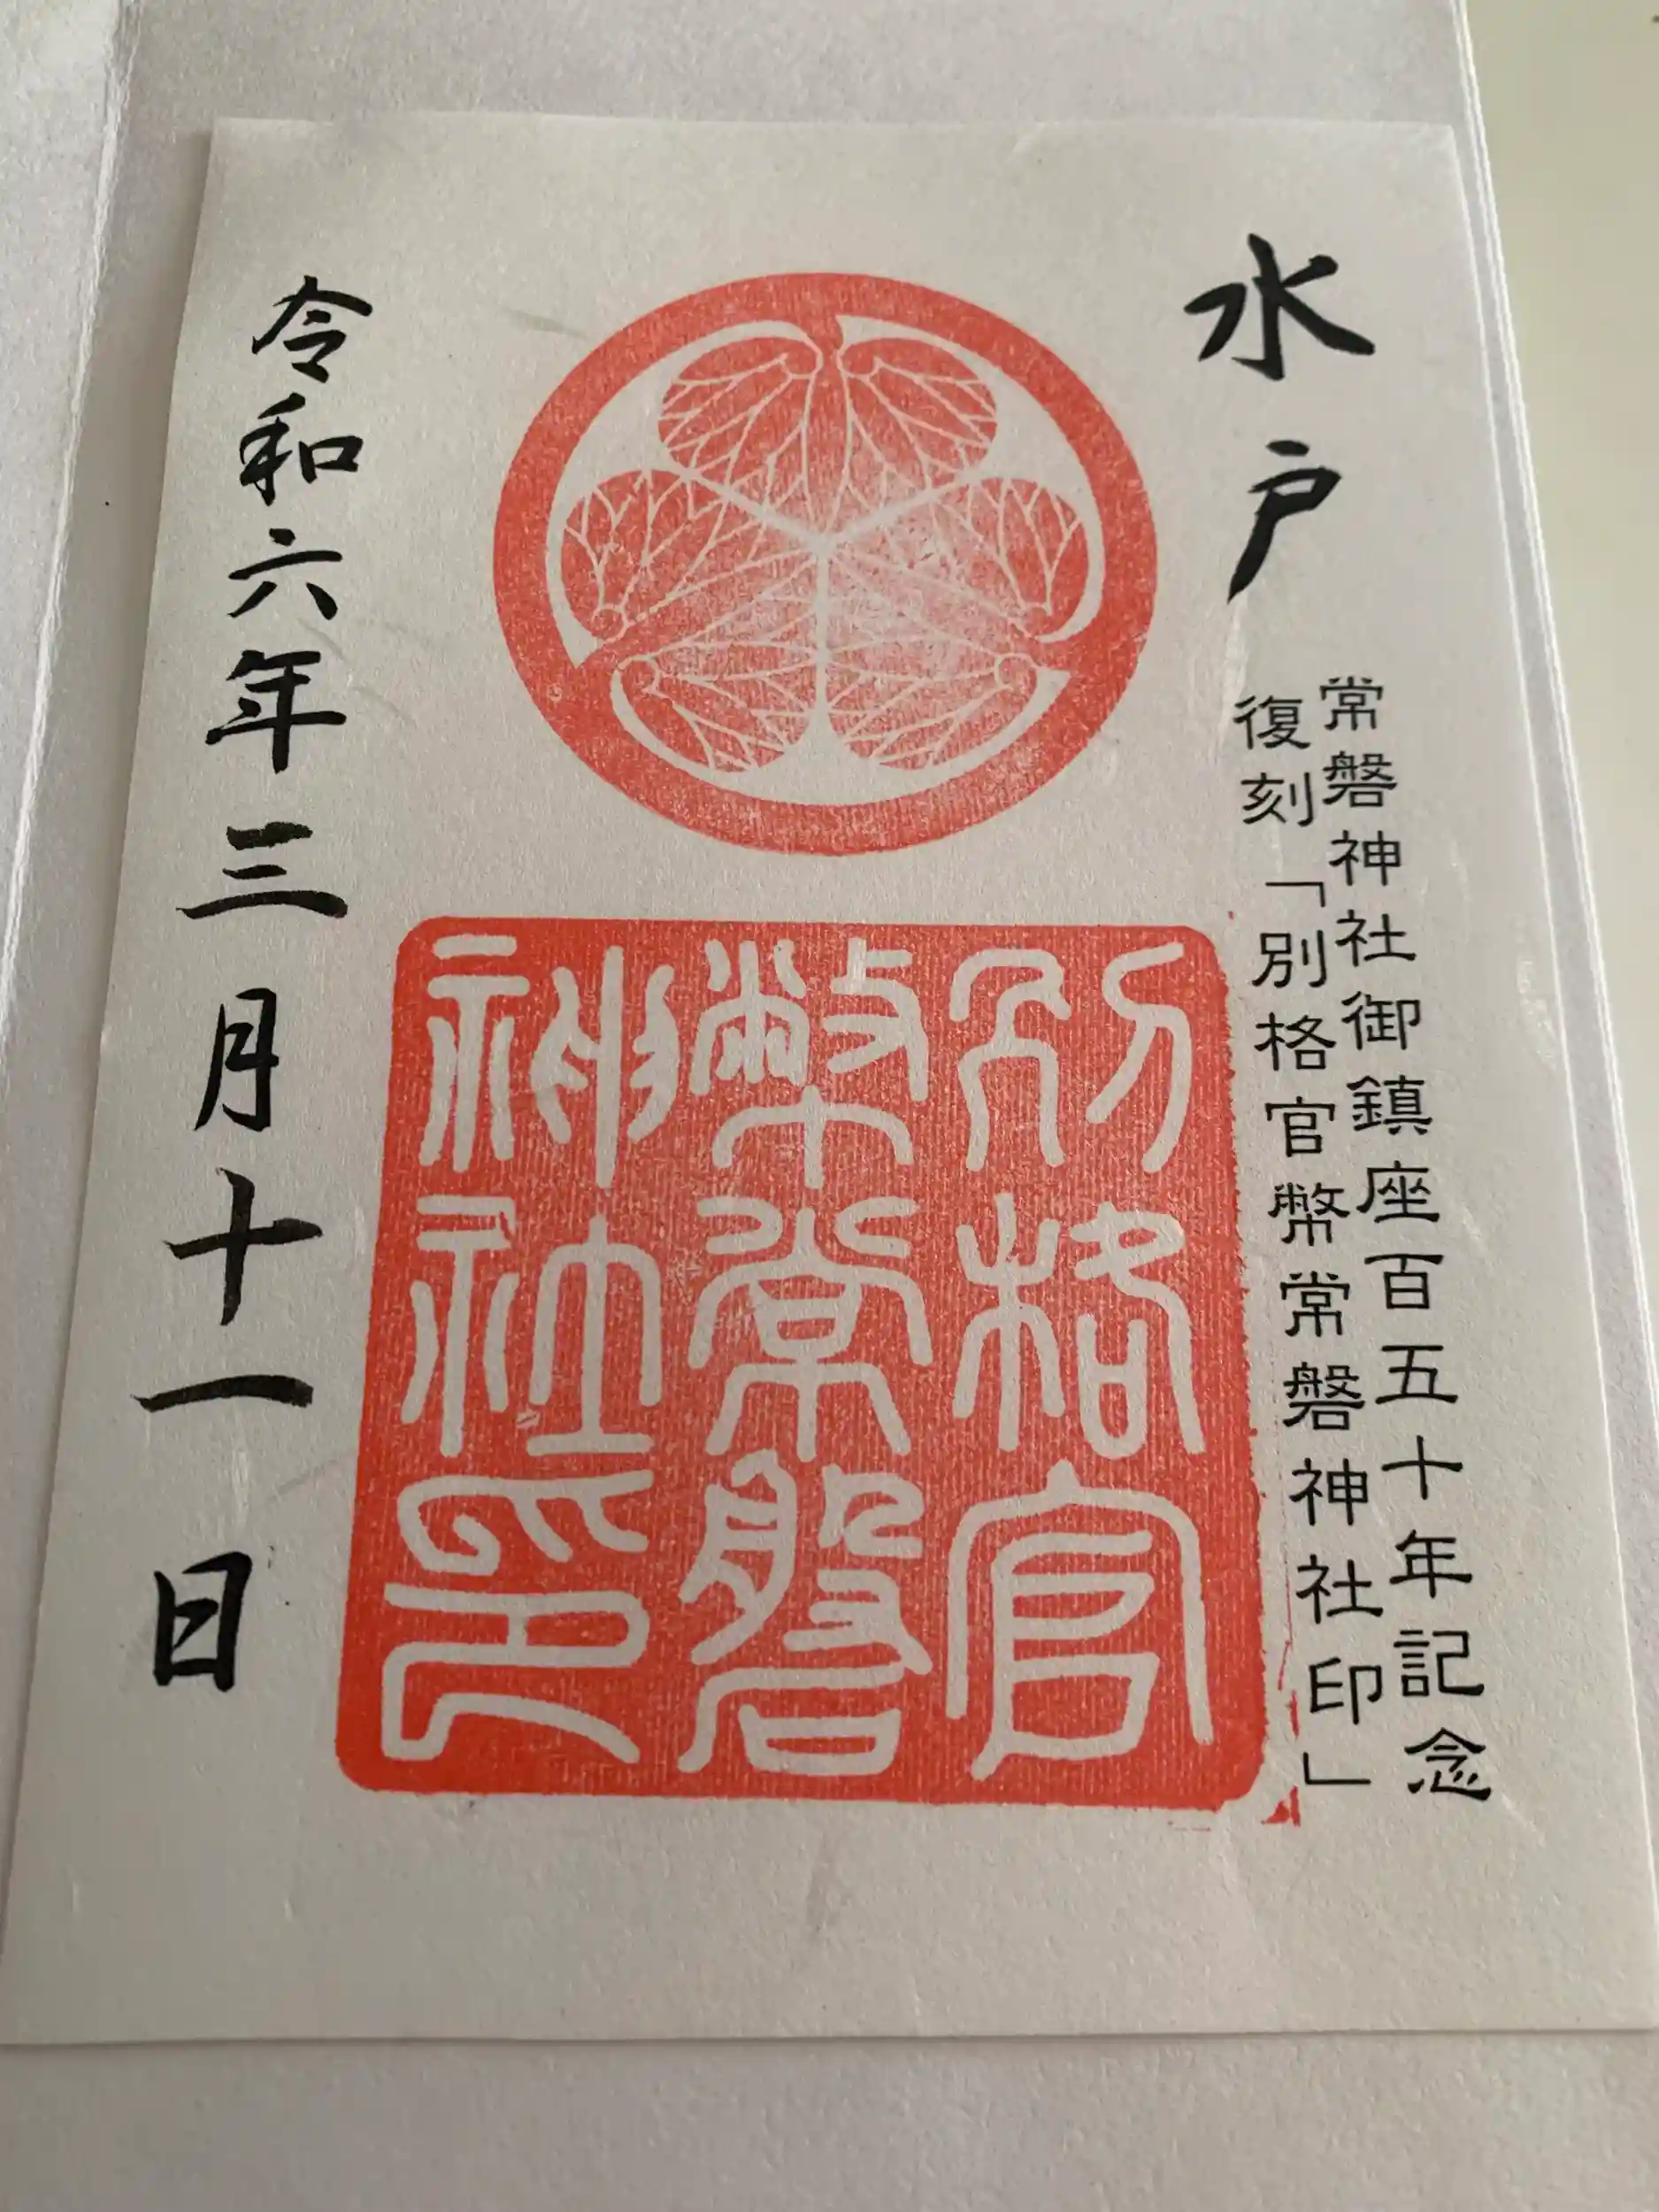 水戸
常磐神社御鎮座百五十年記念
復刻「別格官幣常磐神社印」
別格官
幣常磐
神社印
令和六年三月十一日